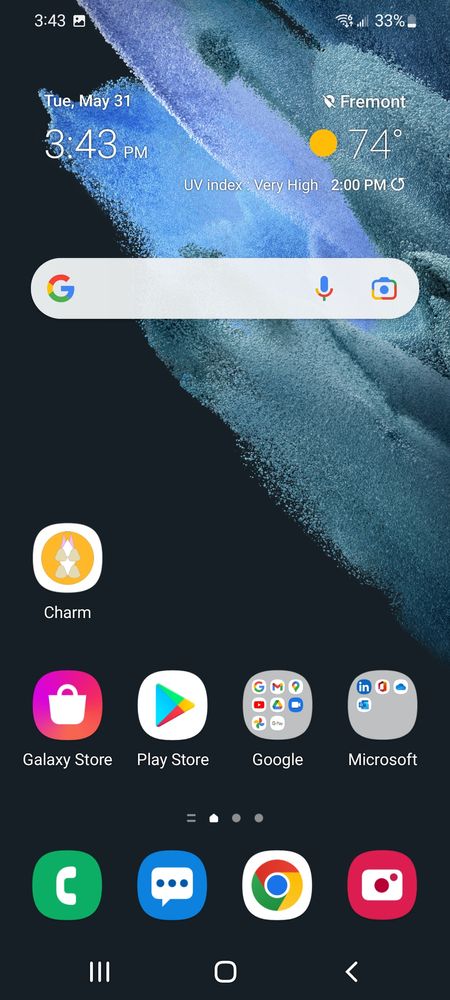 3:43 33%
Tue, May 31 Fremont
3:43 PM 74°
UV index : Very High 2:00 PM
Charm
Galaxy Store Play Store Google Microsoft